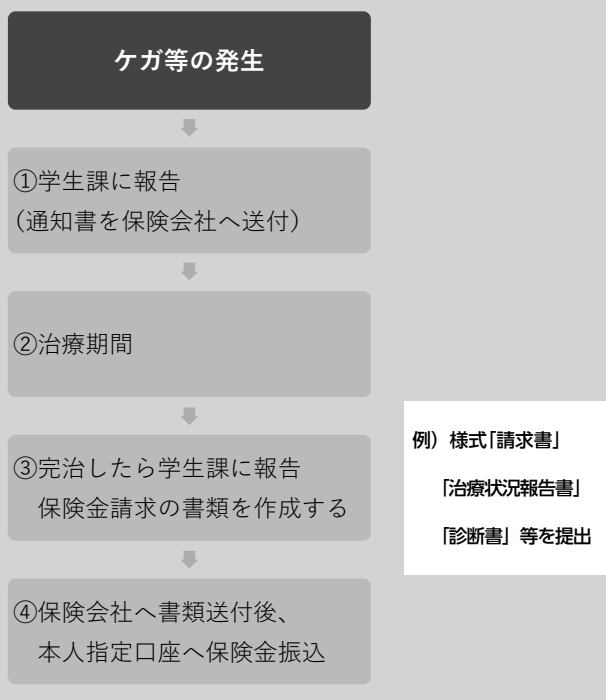 ケガ等の発生
①学生課に報告
(通知書を保険会社へ送付)
②治療期間
③完治したら学生課に報告
保険金請求の書類を作成する
例）様式「請求書」
「治療状況報告書」
「診断書」等を提出
④保険会社へ書類送付後、
本人指定口座へ保険金振込